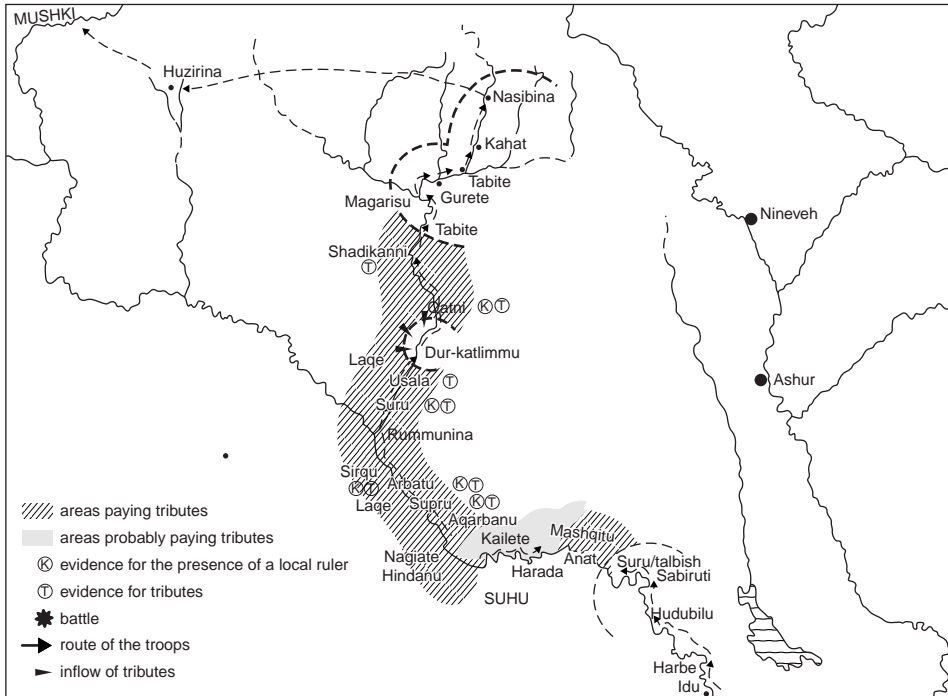 MUSHKI
Huzirina
Nasibina
Kahat
Tabite
Gurete
Magarisu
Nineveh
Tabite
Shadikanni
T
Qatni K T
Dur-katlimmu
Laqe
Ashur
Usala T
Suru K T
Rummunina
Sirqu
K T
Arbatu K T
Laqe
Supru K T
Aqarbanu
Kailete
Mashqitu
Nagiate
Hindanu
Harada
Anat
Suru/talbish
Sabiruti
SUHU
Hudubilu
Harbe
Idu
areas paying tributes
areas probably paying tributes
K evidence for the presence of a local ruler
T evidence for tributes
battle
route of the troops
inflow of tributes